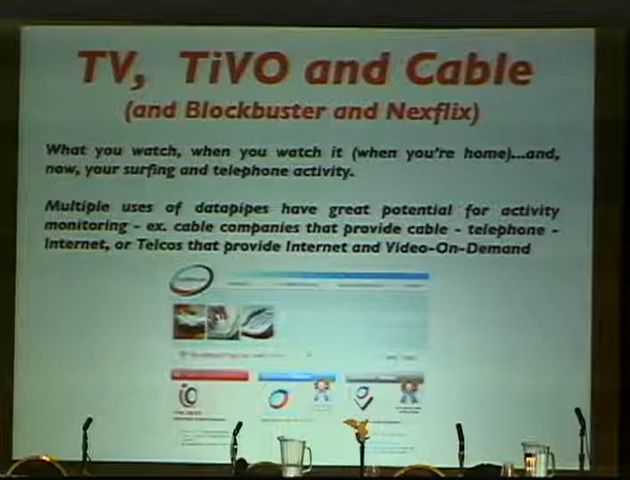 TV, TiVO and Cable
(and Blockbuster and Nexflix)
What you watch, when you watch it (when you're home)...and,
now, your surfing and telephone activity.
Multiple uses of datapipes have great potential for activity
monitoring - ex. cable companies that provide cable - telephone -
Internet, or Telcos that provide Internet and Video-On-Demand